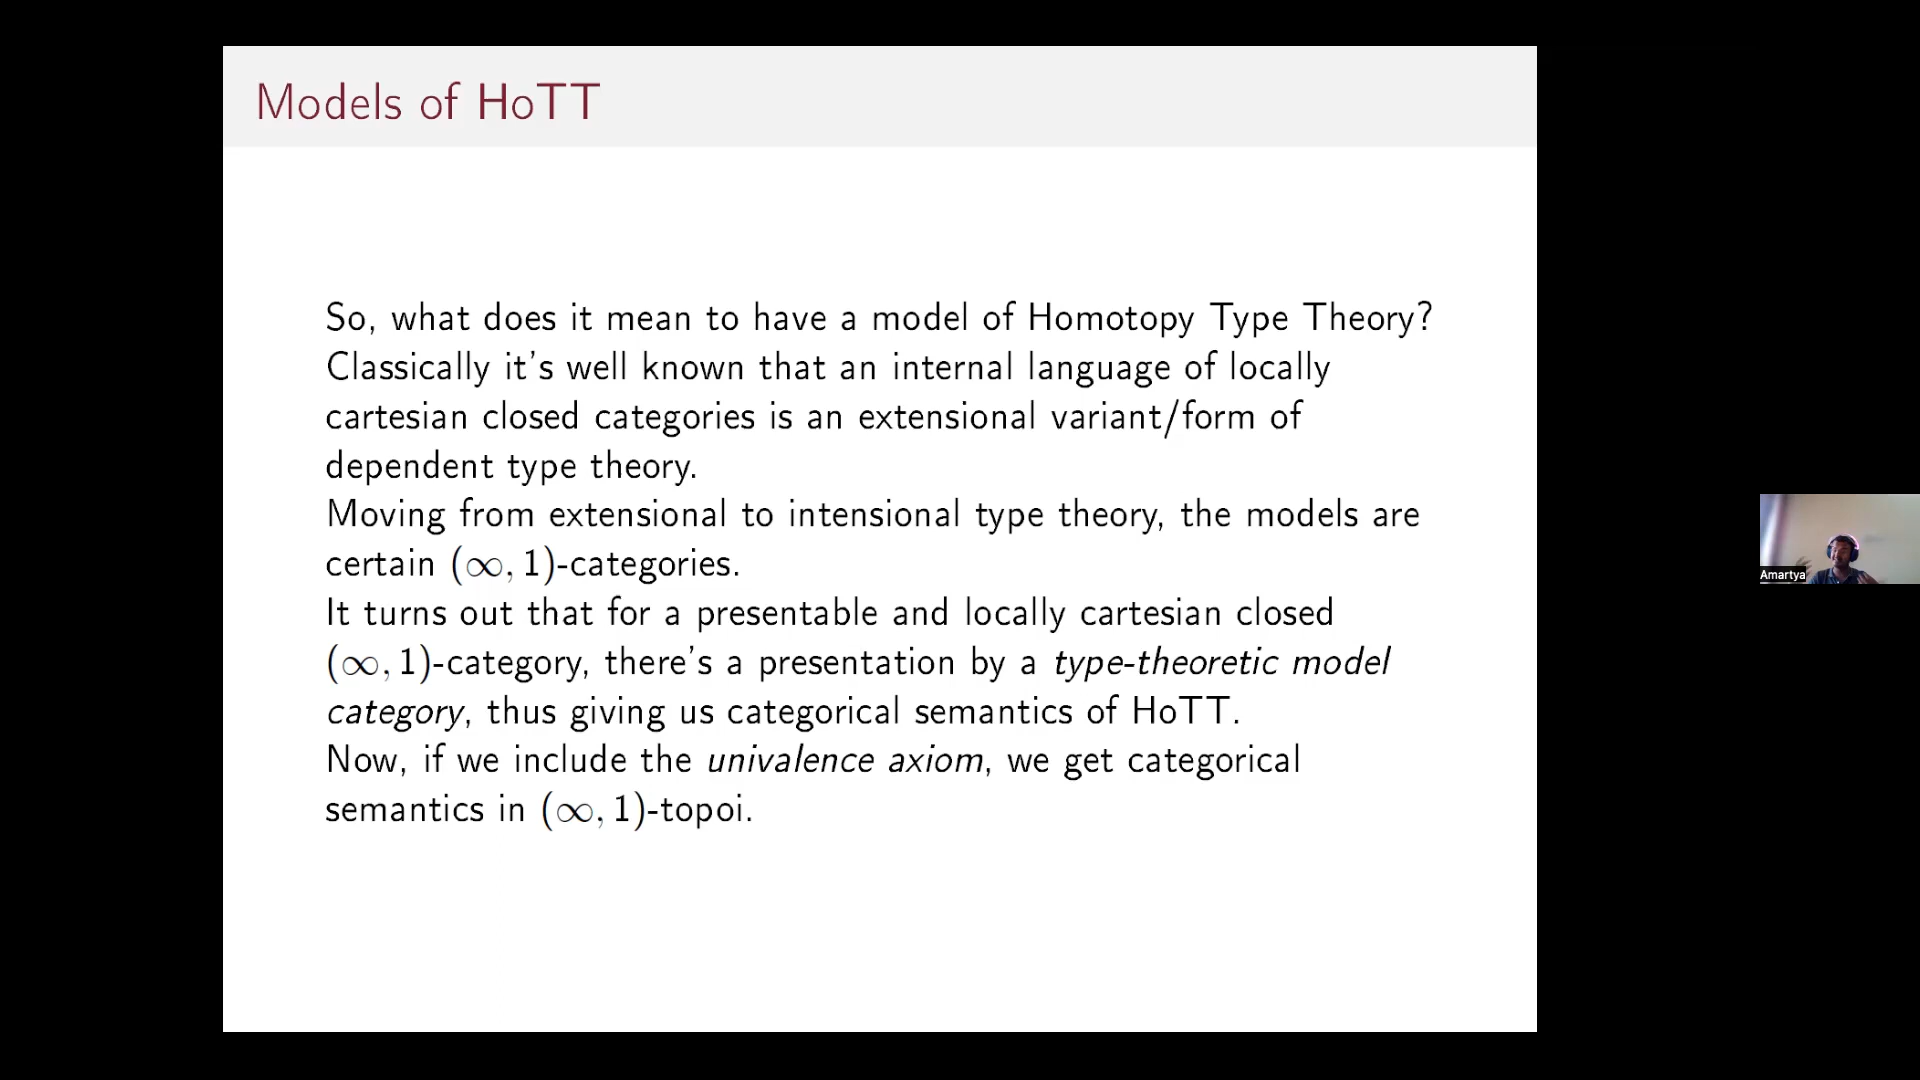 Models of HoTT
So, what does it mean to have a model of Homotopy Type Theory?
Classically it's well known that an internal language of locally
cartesian closed categories is an extensional variant/form of
dependent type theory.
Moving from extensional to intensional type theory, the models are
certain (∞, 1)-categories.
It turns out that for a presentable and locally cartesian closed
(∞, 1)-category, there's a presentation by a type-theoretic model
category, thus giving us categorical semantics of HoTT.
Now, if we include the univalence axiom, we get categorical
semantics in (∞, 1)-topoi.
Amartya